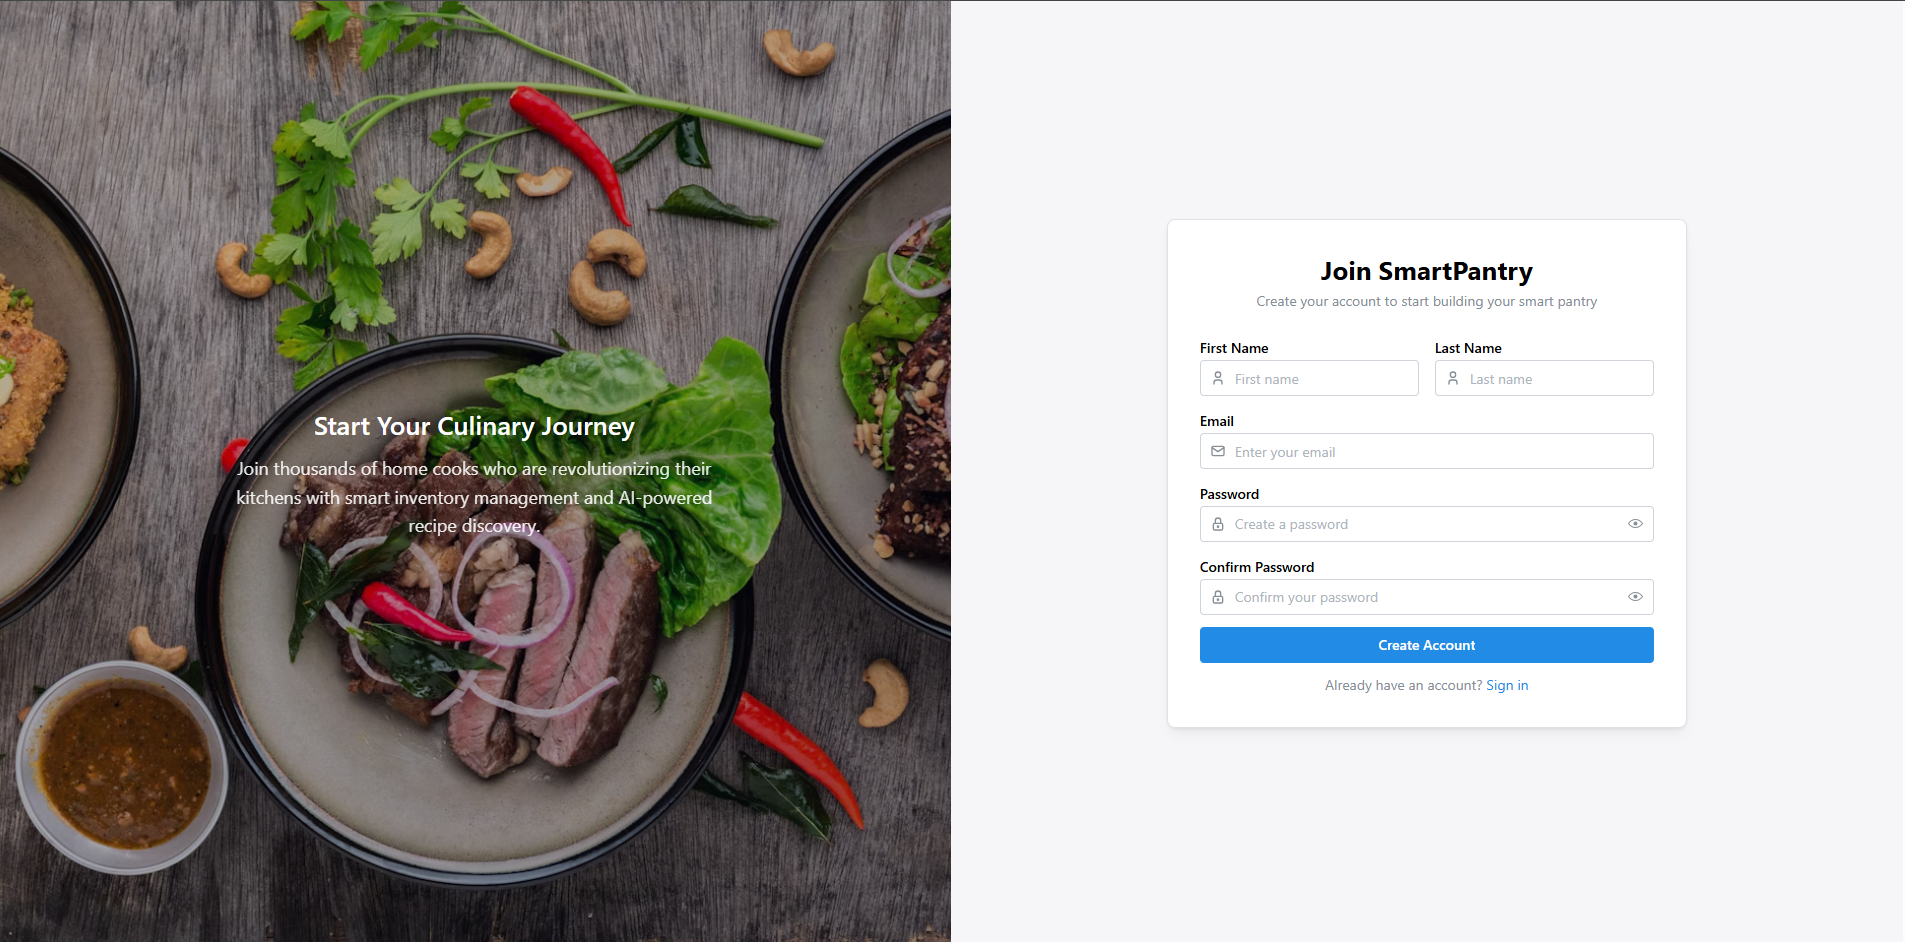 Start Your Culinary Journey
Join thousands of home cooks who are revolutionizing their
kitchens with smart inventory management and AI-powered
recipe discovery.
Join SmartPantry
Create your account to start building your smart pantry
First Name
Last Name
First name
Last name
Email
Enter your email
Password
Create a password
Confirm Password
Confirm your password
Create Account
Already have an account? Sign in